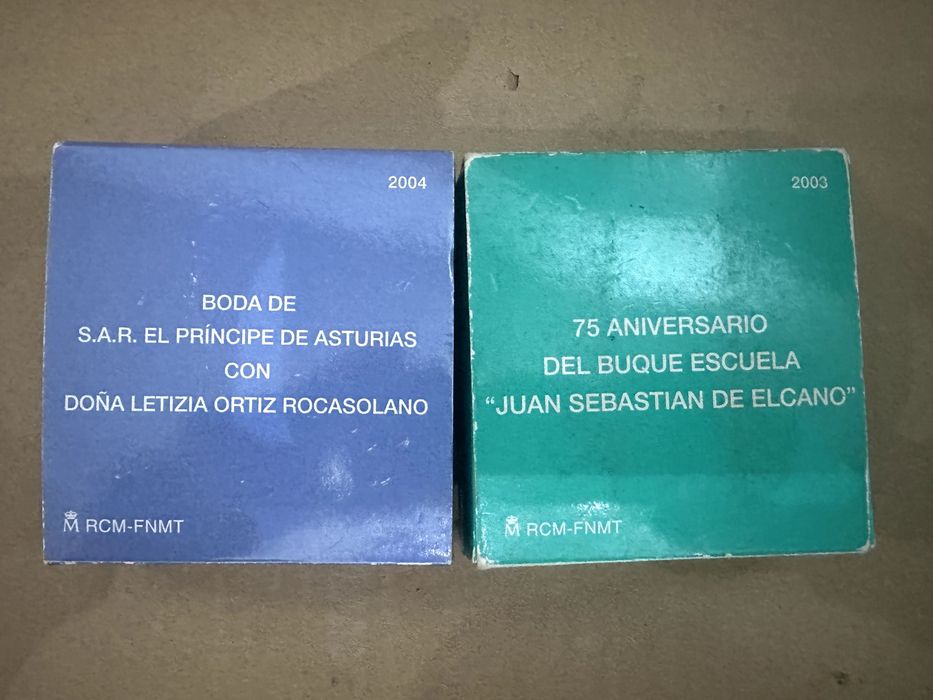 2004
BODA DE
S.A.R. EL PRÍNCIPE DE ASTURIAS
CON
DOÑA LETIZIA ORTIZ ROCASOLANO
M RCM-FNMT
2003
75 ANIVERSARIO
DEL BUQUE ESCUELA
“JUAN SEBASTIAN DE ELCANO”
M RCM-FNMT